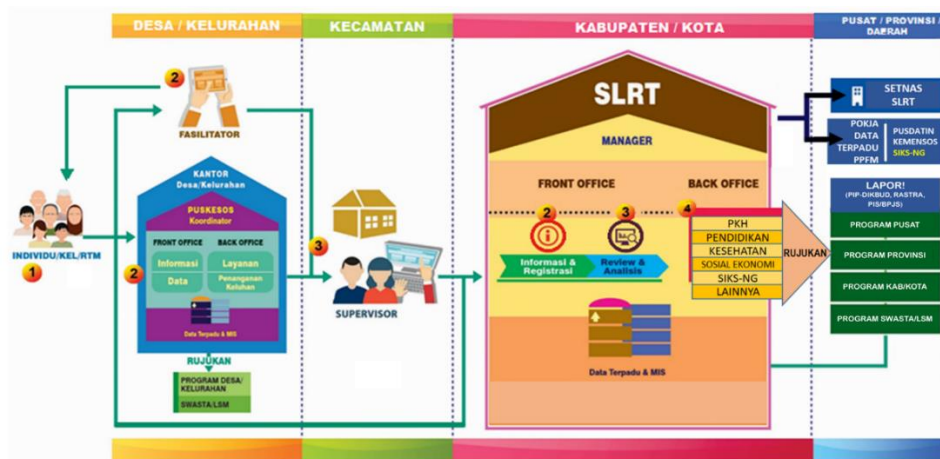 DESA / KELURAHAN
KECAMATAN
KABUPATEN / KOTA
PUSAT / PROVINSI /
DAERAH
2
FASILITATOR
INDIVIDU/KEL/RTM
1
2
KANTOR
Desa/Kelurahan
PUSKESOS
Koordinator
FRONT OFFICE
BACK OFFICE
Informasi
Layanan
Data
Penanganan
Keluhan
Data Terpadu & MIS
RUJUKAN
PROGRAM DESA/
KELURAHAN
SWASTA/LSM
3
SUPERVISOR
SLRT
MANAGER
FRONT OFFICE
BACK OFFICE
2
3
4
Informasi &
Registrasi
Review &
Analisis
PKH
PENDIDIKAN
KESEHATAN
SOSIAL EKONOMI
SIKS-NG
LAINNYA
RUJUKAN
Data Terpadu & MIS
SETNAS
SLRT
POKJA
DATA
TERPADU
PPFM
PUSDATIN
KEMENSOS
SIKS-NG
LAPOR!
(PIP-DIKBUD, RASTRA,
PIS/BPJS)
PROGRAM PUSAT
PROGRAM PROVINSI
PROGRAM KAB/KOTA
PROGRAM SWASTA/LSM